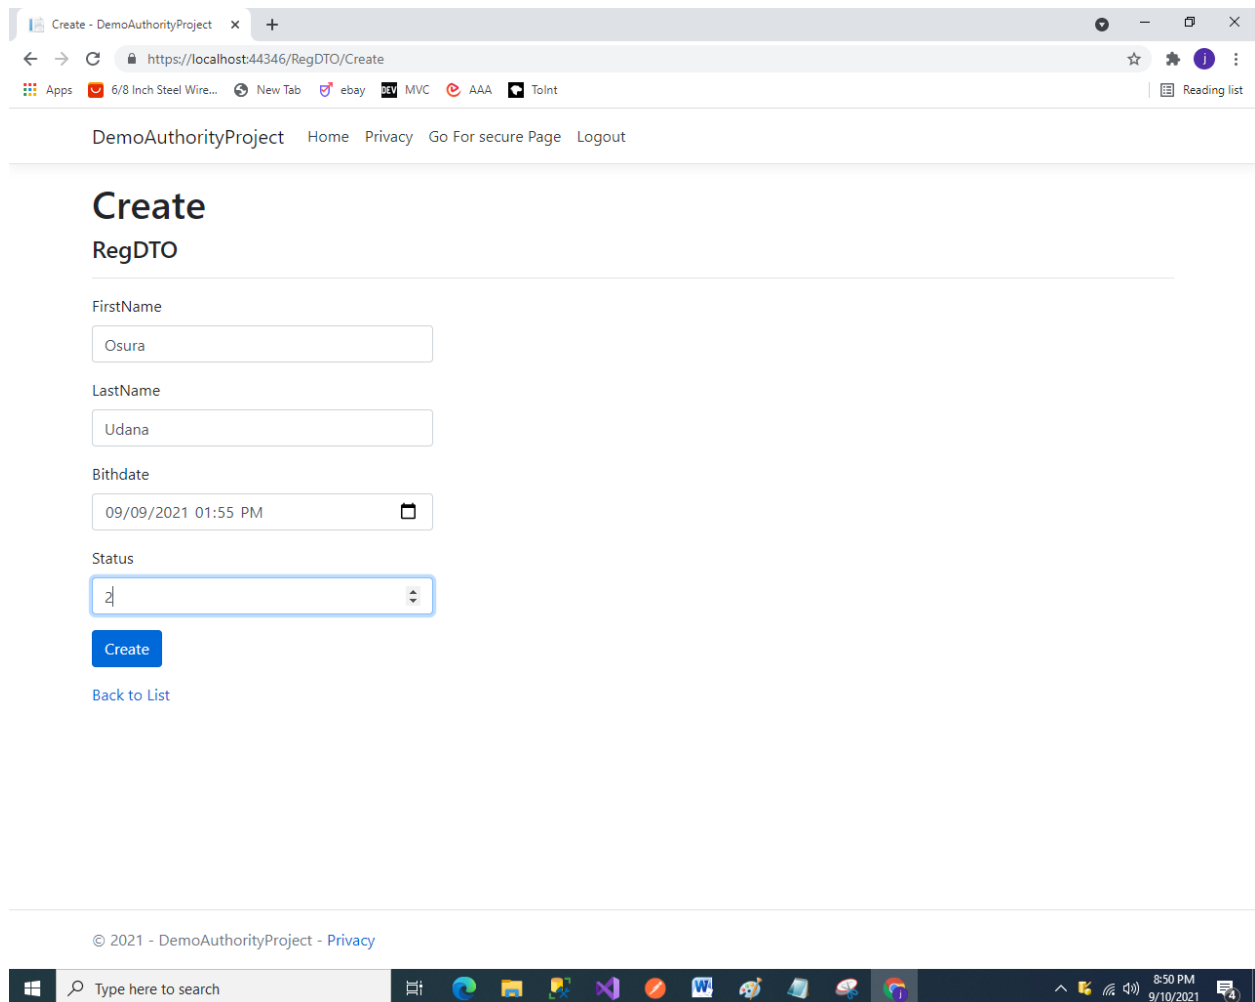 Create - DemoAuthorityProject
https://localhost:44346/RegDTO/Create
j
Apps 6/8 Inch Steel Wire... New Tab ebay DEV MVC AAA ToInt Reading list
DemoAuthorityProject Home Privacy Go For secure Page Logout
Create
RegDTO
FirstName
Osura
LastName
Udana
Bithdate
09/09/2021 01:55 PM
Status
2
Create
Back to List
© 2021 - DemoAuthorityProject - Privacy
Type here to search
8:50 PM
9/10/2021
4